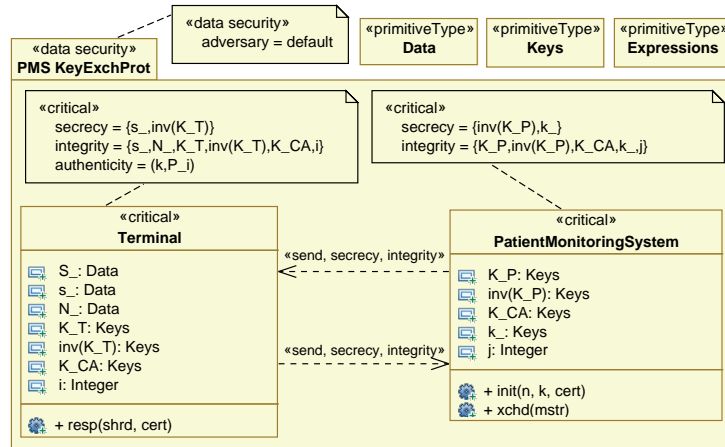 «data security»
adversary = default
«primitiveType»
Data
«primitiveType»
Keys
«primitiveType»
Expressions
«data security»
PMS KeyExchProt
«critical»
secrecy = {s_,inv(K_T)}
integrity = {s_,N_,K_T,inv(K_T),K_CA,i}
authenticity = (k,P_i)
«critical»
secrecy = {inv(K_P),k_}
integrity = {K_P,inv(K_P),K_CA,k_,j}
«critical»
Terminal
S_: Data
s_: Data
N_: Data
K_T: Keys
inv(K_T): Keys
K_CA: Keys
i: Integer
+ resp(shrd, cert)
«send, secrecy, integrity»
«send, secrecy, integrity»
«critical»
PatientMonitoringSystem
K_P: Keys
inv(K_P): Keys
K_CA: Keys
k_: Keys
j: Integer
+ init(n, k, cert)
+ xchd(mstr)